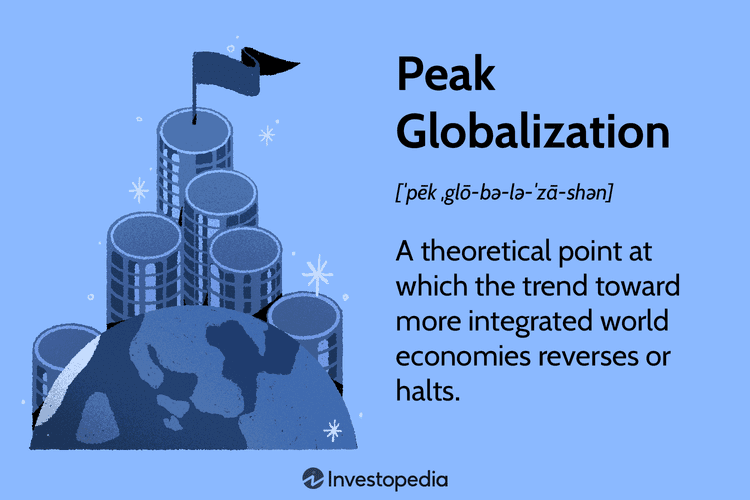 Peak
Globalization
[ˈpēk ˌglō-bə-lə-ˈzā-shən]
A theoretical point at
which the trend toward
more integrated world
economies reverses or
halts.
Investopedia